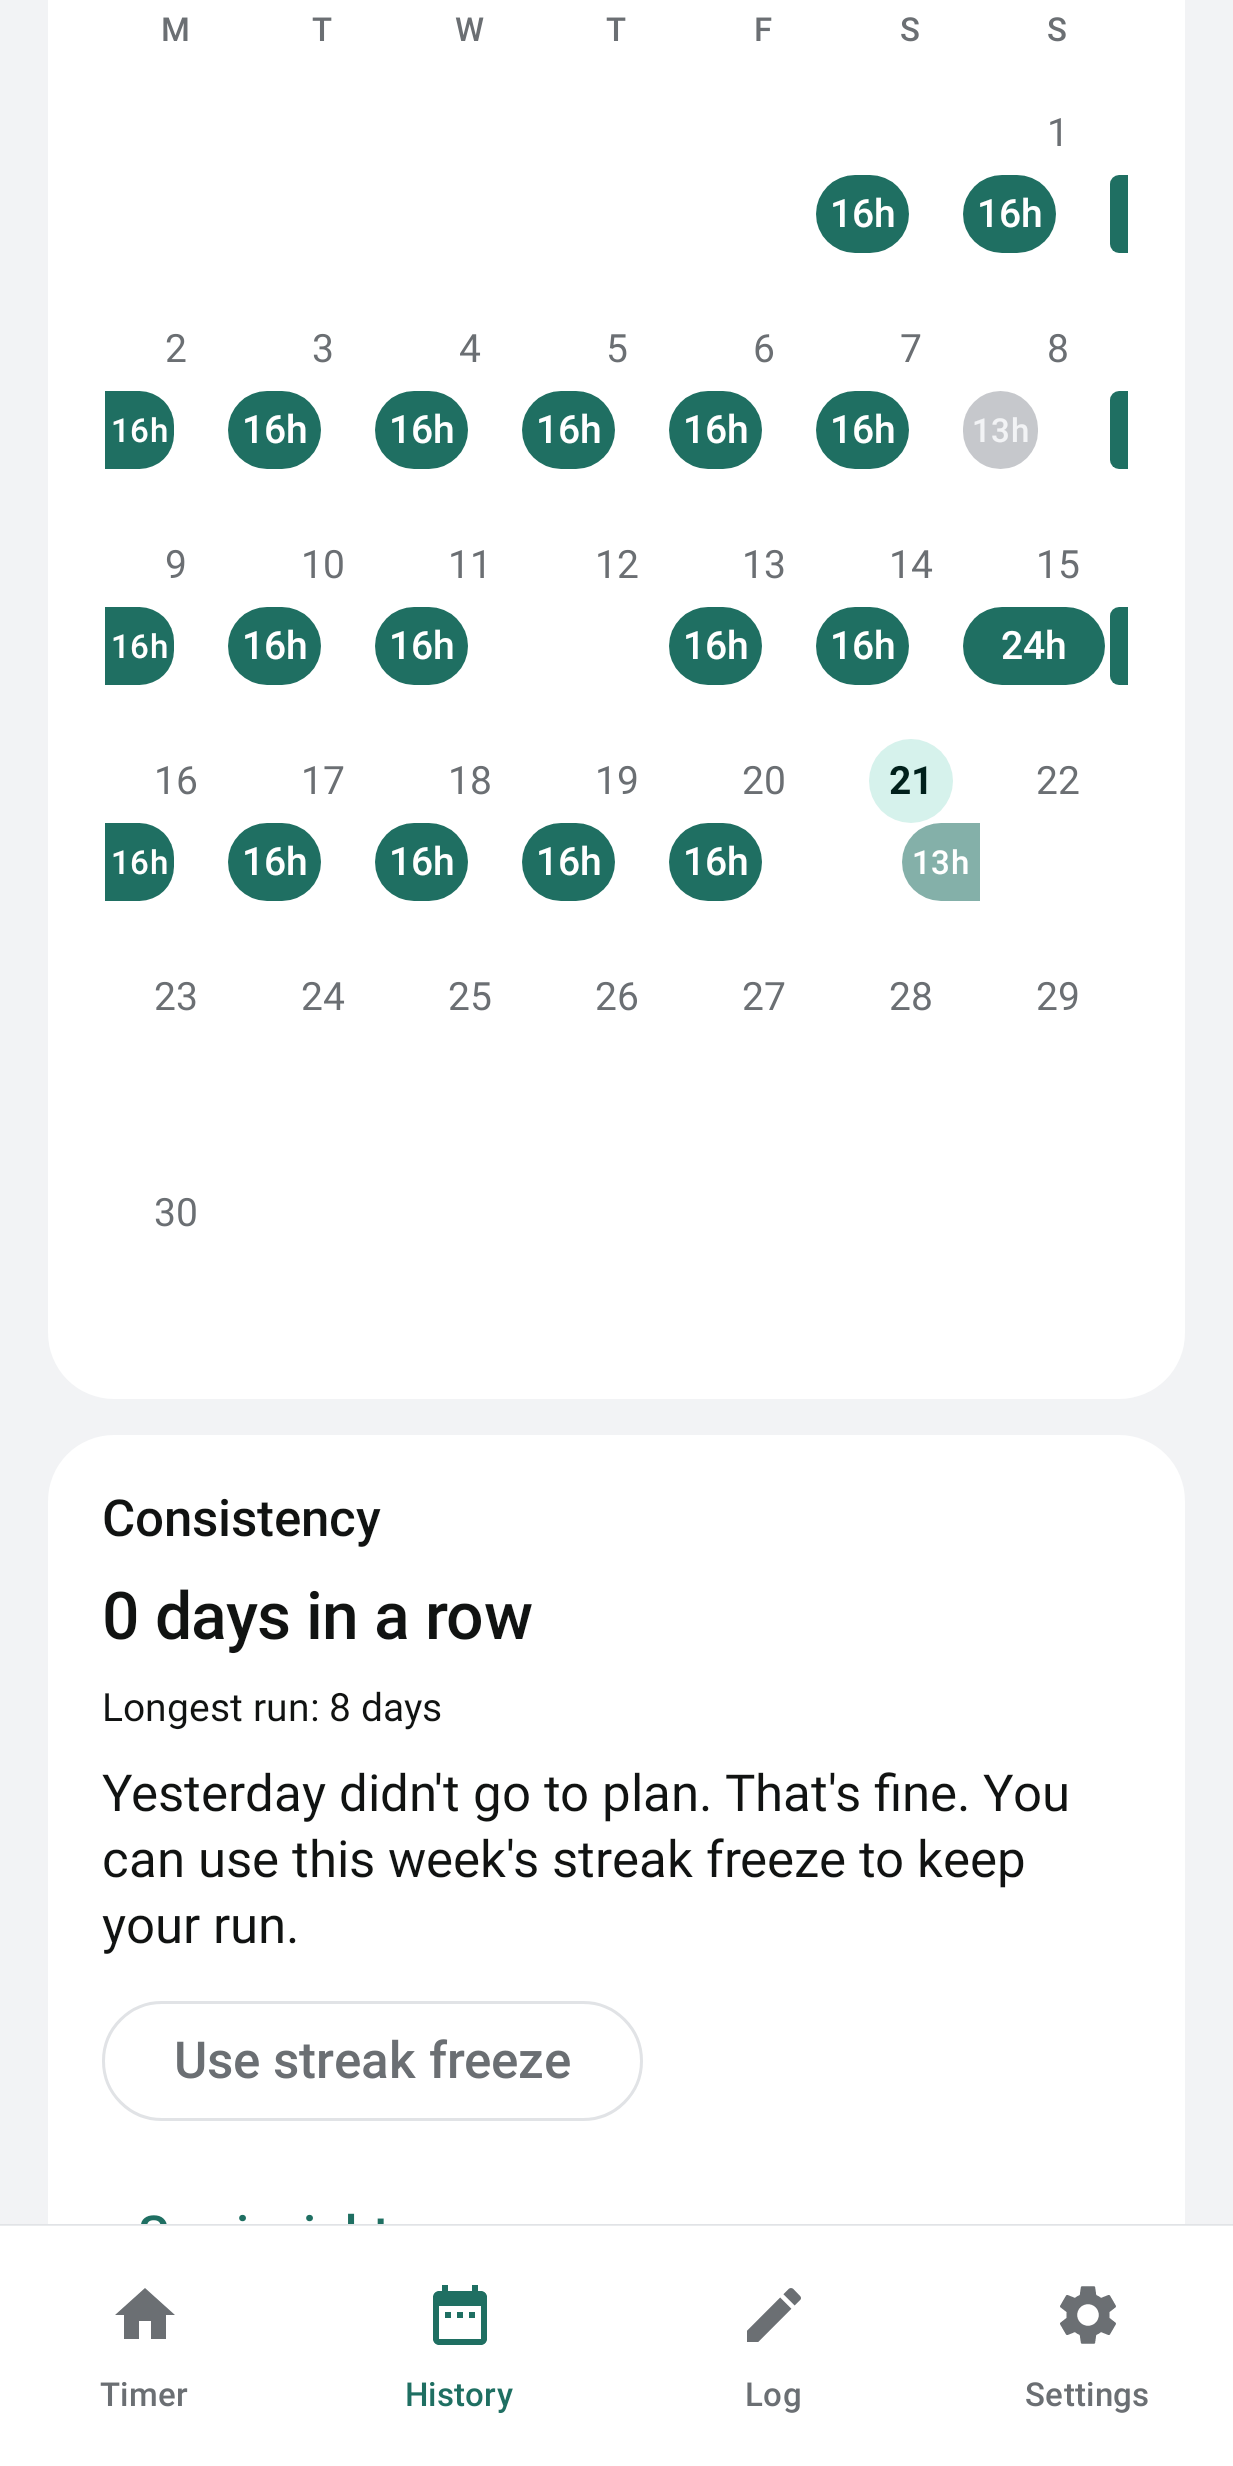 M T W T F S S
1
16h 16h
2 3 4 5 6 7 8
16h 16h 16h 16h 16h 16h 13h
9 10 11 12 13 14 15
16h 16h 16h 16h 16h 24h
16 17 18 19 20 21 22
16h 16h 16h 16h 16h 13h
23 24 25 26 27 28 29
30
Consistency
0 days in a row
Longest run: 8 days
Yesterday didn't go to plan. That's fine. You
can use this week's streak freeze to keep
your run.
Use streak freeze
Timer History Log Settings